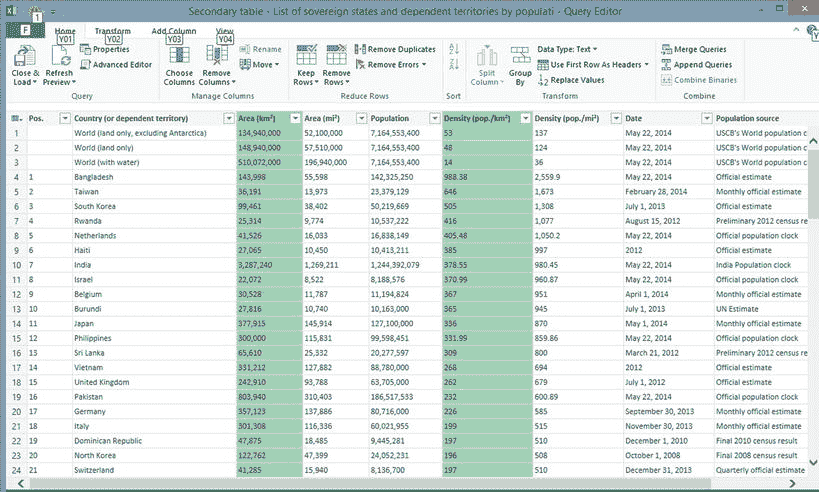 Secondary table - List of sovereign states and dependent territories by populati - Query Editor
1
F Home Transform Add Column View
Y01 Y02 Y03 Y04 Y
Close & Load
Refresh Preview
Properties
Advanced Editor
Query
Choose Columns
Remove Columns
Rename
Move
Manage Columns
Keep Rows
Remove Rows
Remove Duplicates
Remove Errors
Reduce Rows
Sort
Split Column
Group By
Data Type: Text
Use First Row As Headers
Replace Values
Transform
Merge Queries
Append Queries
Combine Binaries
Combine
Pos. Country (or dependent territory) Area (km²) Area (mi²) Population Density (pop./km²) Density (pop./mi²) Date Population source
1 World (land only, excluding Antarctica) 134,940,000 52,100,000 7,164,553,400 53 137 May 22, 2014 USCB's World population c
2 World (land only) 148,940,000 57,510,000 7,164,553,400 48 124 May 22, 2014 USCB's World population c
3 World (with water) 510,072,000 196,940,000 7,164,553,400 14 36 May 22, 2014 USCB's World population c
4 1 Bangladesh 143,998 55,598 142,325,250 988.38 2,559.9 May 22, 2014 Official estimate
5 2 Taiwan 36,191 13,973 23,379,129 646 1,673 February 28, 2014 Monthly official estimate
6 3 South Korea 99,461 38,402 50,219,669 505 1,308 July 1, 2013 Official estimate
7 4 Rwanda 25,314 9,774 10,537,222 416 1,077 August 15, 2012 Preliminary 2012 census re
8 5 Netherlands 41,526 16,033 16,838,149 405.48 1,050.2 May 22, 2014 Official population clock
9 6 Haiti 27,065 10,450 10,413,211 385 997 2012 Official estimate
10 7 India 3,287,240 1,269,211 1,244,392,079 378.55 980.45 May 22, 2014 India Population clock
11 8 Israel 22,072 8,522 8,188,576 370.99 960.87 May 22, 2014 Official population clock
12 9 Belgium 30,528 11,787 11,194,824 367 951 April 1, 2014 Monthly official estimate
13 10 Burundi 27,816 10,740 10,163,000 365 945 July 1, 2013 UN Estimate
14 11 Japan 377,915 145,914 127,100,000 336 870 May 1, 2014 Monthly official estimate
15 12 Philippines 300,000 115,831 99,598,451 331.99 859.86 May 22, 2014 Official population clock
16 13 Sri Lanka 65,610 25,332 20,277,597 309 800 March 21, 2012 Preliminary 2012 census re
17 14 Vietnam 331,212 127,882 88,780,000 268 694 2012 Official estimate
18 15 United Kingdom 242,910 93,788 63,705,000 262 679 July 1, 2012 Official estimate
19 16 Pakistan 803,940 310,403 186,517,533 232 600.89 May 22, 2014 Official population clock
20 17 Germany 357,123 137,886 80,716,000 226 585 September 30, 2013 Monthly official estimate
21 18 Italy 301,308 116,336 60,021,955 199 515 November 30, 2013 Monthly official estimate
22 19 Dominican Republic 47,875 18,485 9,445,281 197 510 December 1, 2010 Final 2010 census result
23 20 North Korea 122,762 47,399 24,052,231 196 508 October 1, 2008 Final 2008 census result
24 21 Switzerland 41,285 15,940 8,136,700 197 510 December 31, 2013 Quarterly official estimate